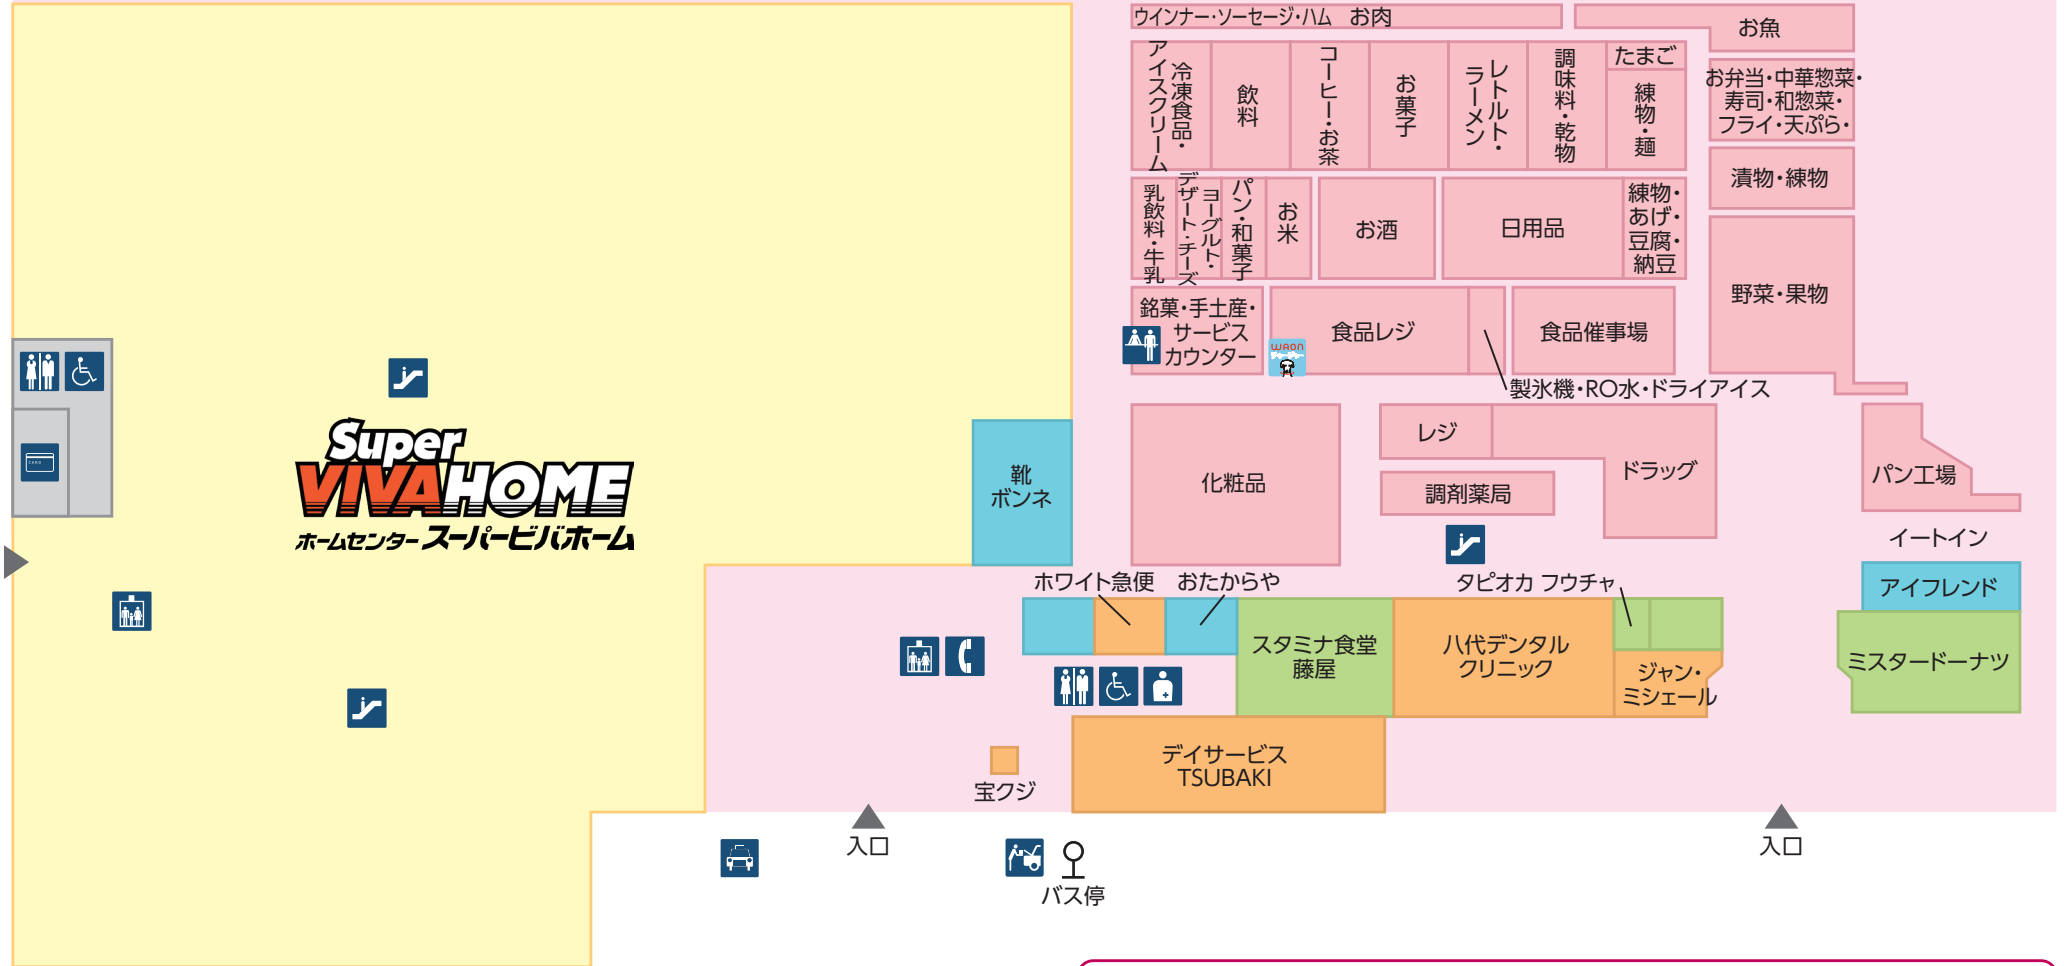 ウインナー・ソーセージ・ハム お肉
お魚
アイスクリーム
冷凍食品・
飲料
コーヒー・お茶
お菓子
レトルト・
ラーメン
調味料・乾物
たまご
練物・麺
お弁当・中華惣菜・
寿司・和惣菜・
フライ・天ぷら・
漬物・練物
乳飲料・牛乳
デザート・チーズ
ヨーグルト・
パン・和菓子
お米
お酒
日用品
練物・
あげ・
豆腐・
納豆
野菜・果物
銘菓・手土産・
サービス
カウンター
WAON
食品レジ
食品催事場
製氷機・RO水・ドライアイス
CARD
Super
VIVAHOME
ホームセンター スーパービバホーム
靴
ボンネ
化粧品
レジ
ドラッグ
調剤薬局
パン工場
イートイン
アイフレンド
ミスタードーナツ
ホワイト急便
おたからや
タピオカ フウチャ
スタミナ食堂
藤屋
八代デンタル
クリニック
ジャン・
ミシェール
デイサービス
TSUBAKI
宝クジ
入口
入口
バス停